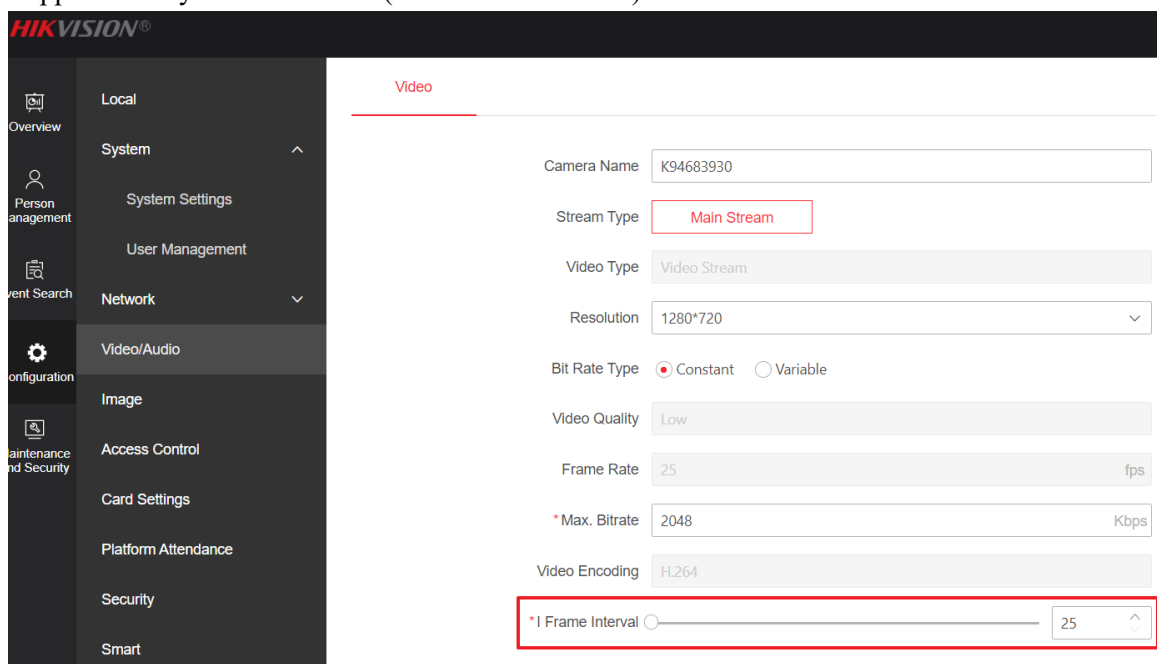 HIKVISION®
Overview
Person
anagement
vent Search
onfiguration
aintenance
nd Security
Local
System
System Settings
User Management
Network
Video/Audio
Image
Access Control
Card Settings
Platform Attendance
Security
Smart
Video
Camera Name K94683930
Stream Type Main Stream
Video Type Video Stream
Resolution 1280*720
Bit Rate Type Constant Variable
Video Quality Low
Frame Rate 25 fps
*Max. Bitrate 2048 Kbps
Video Encoding H.264
*I Frame Interval 25